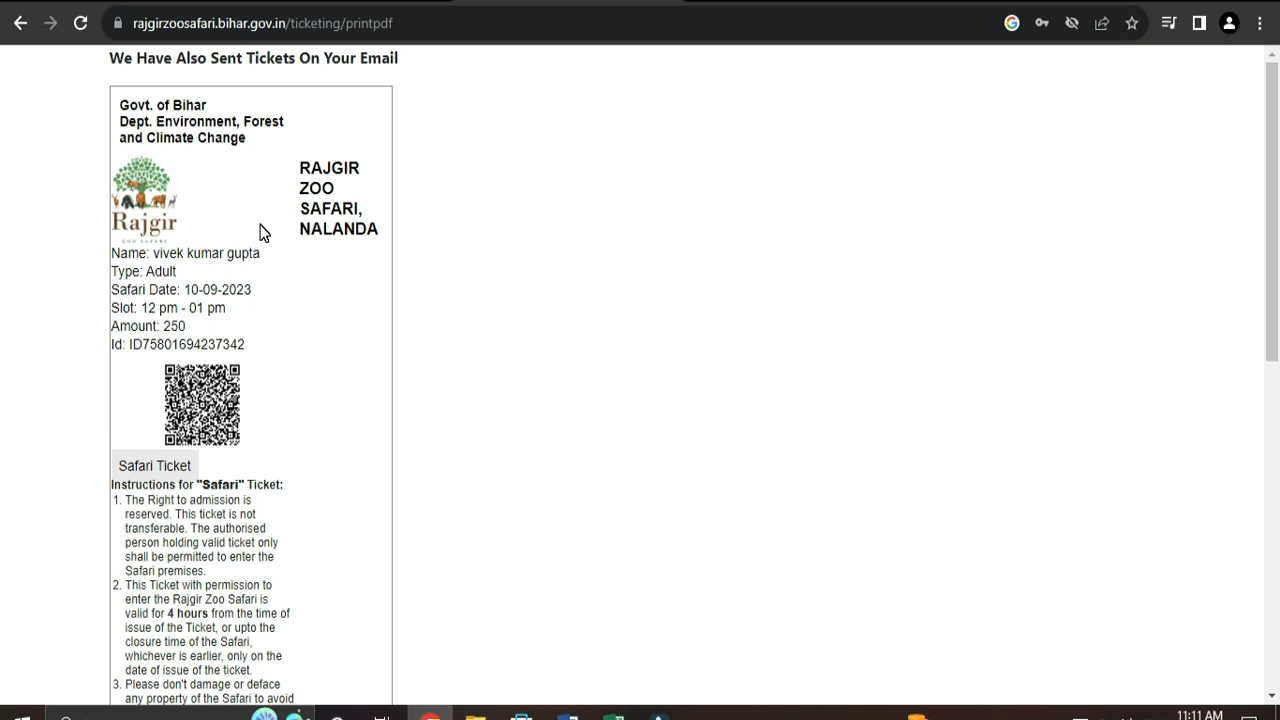 rajgirzoosafari.bihar.gov.in/ticketing/printpdf
We Have Also Sent Tickets On Your Email
Govt. of Bihar
Dept. Environment, Forest
and Climate Change
Rajgir
ZOO SAFARI
RAJGIR
ZOO
SAFARI,
NALANDA
Name: vivek kumar gupta
Type: Adult
Safari Date: 10-09-2023
Slot: 12 pm - 01 pm
Amount: 250
Id: ID75801694237342
Safari Ticket
Instructions for "Safari" Ticket:
1. The Right to admission is
reserved. This ticket is not
transferable. The authorised
person holding valid ticket only
shall be permitted to enter the
Safari premises.
2. This Ticket with permission to
enter the Rajgir Zoo Safari is
valid for 4 hours from the time of
issue of the Ticket, or upto the
closure time of the Safari,
whichever is earlier, only on the
date of issue of the ticket.
3. Please don't damage or deface
any property of the Safari to avoid
11:11 AM